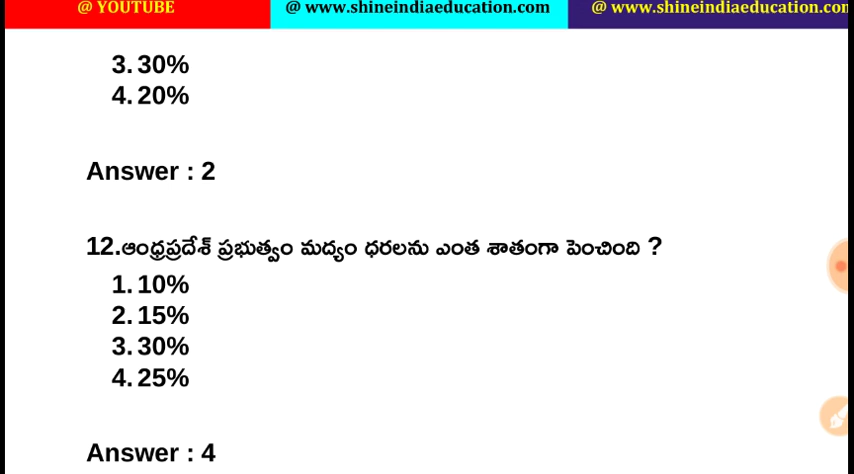 @ YOUTUBE @ www.shineindiaeducation.com @ www.shineindiaeducation.con
3. 30%
4. 20%
Answer : 2
12.ఆంధ్రప్రదేశ్ ప్రభుత్వం మద్యం ధరలను ఎంత శాతంగా పెంచింది ?
1. 10%
2. 15%
3. 30%
4. 25%
Answer : 4